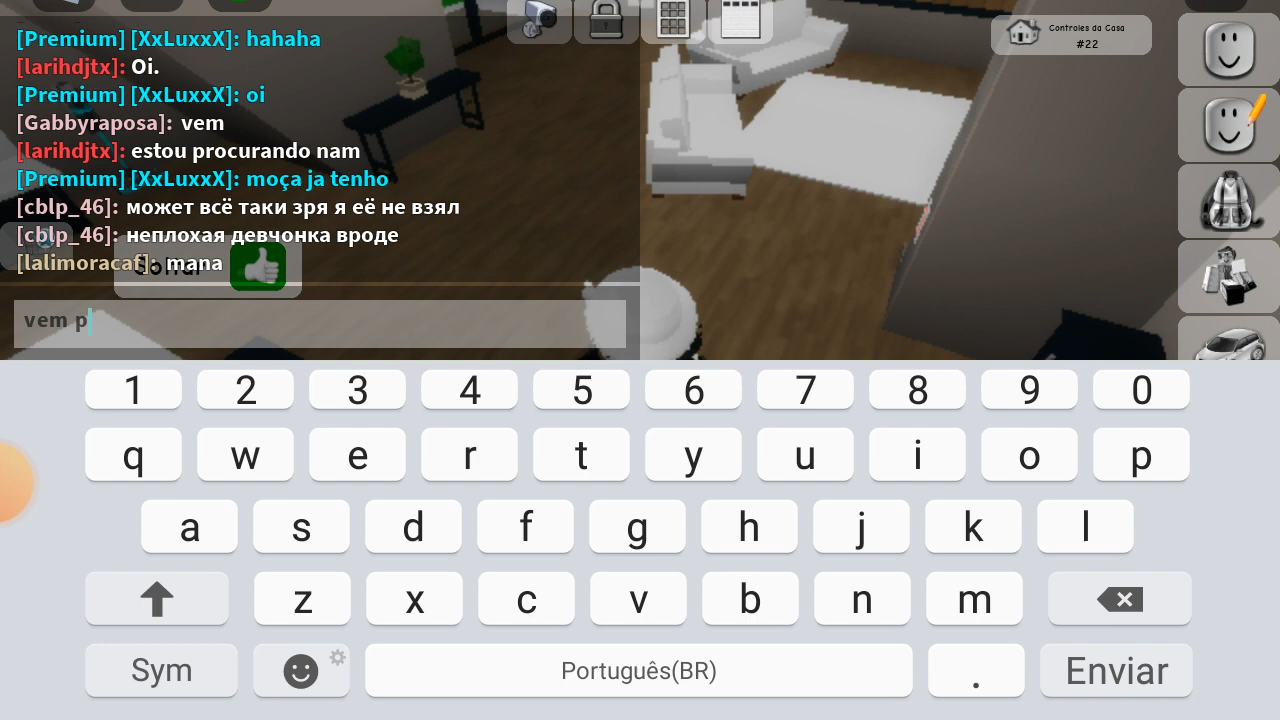 [Premium] [XxLuxxX]: hahaha
Controles da Casa
#22
[larihdjtx]: Oi.
[Premium] [XxLuxxX]: oi
[Gabbyraposa]: vem
[larihdjtx]: estou procurando nam
[Premium] [XxLuxxX]: moça ja tenho
[cblp_46]: может всё таки зря я её не взял
[cblp_46]: неплохая девчонка вроде
[lalimoracaf]: mana
vem p
1 2 3 4 5 6 7 8 9 0
q w e r t y u i o p
a s d f g h j k l
z x c v b n m
Sym Português(BR) . Enviar